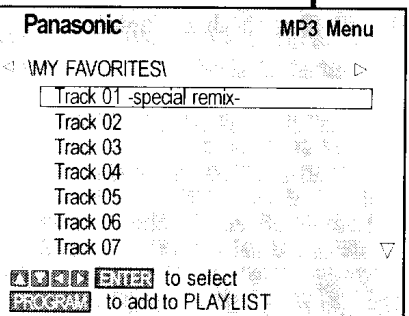 Panasonic MP3 Menu
\MY FAVORITES\
Track 01 -special remix-
Track 02
Track 03
Track 04
Track 05
Track 06
Track 07
ENTER to select
PROGRAM to add to PLAYLIST